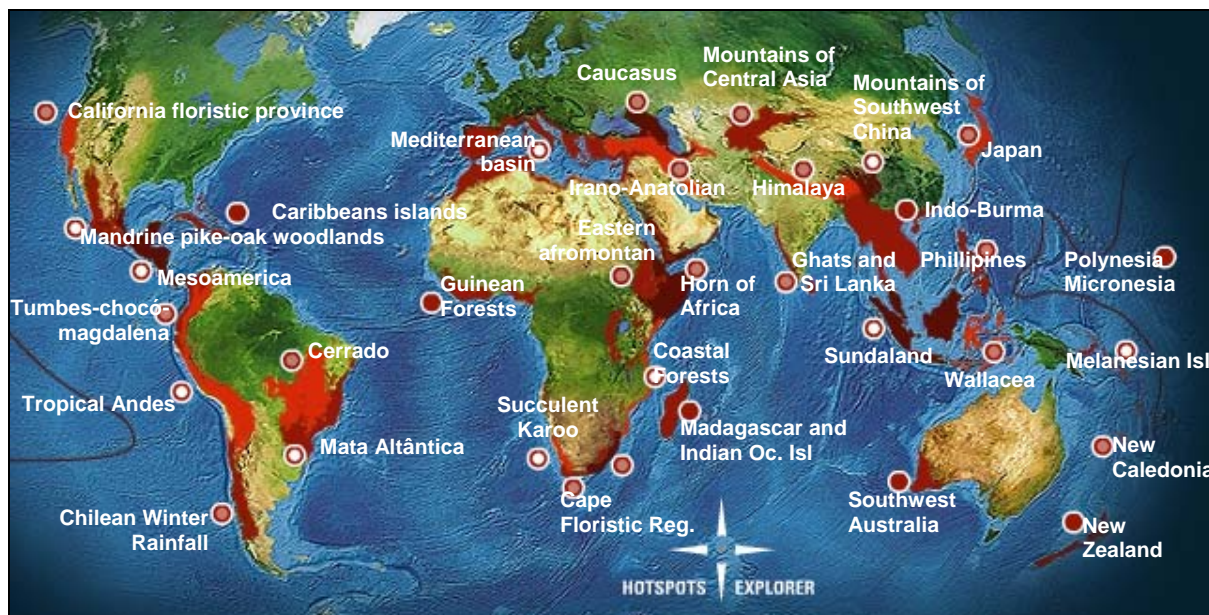 Caucasus
Mountains of
Central Asia
Mountains of
Southwest
China
California floristic province
Mediterranean
basin
Irano-Anatolian
Himalaya
Japan
Caribbeans islands
Mandrine pike-oak woodlands
Mesoamerica
Eastern
afromontan
Indo-Burma
Guinean
Forests
Horn of
Africa
Ghats and
Sri Lanka
Phillipines
Polynesia
Micronesia
Tumbes-chocó-
magdalena
Cerrado
Coastal
Forests
Sundaland
Wallacea
Melanesian Isl
Tropical Andes
Succulent
Karoo
Madagascar and
Indian Oc. Isl
Mata Altântica
New
Caledonia
Chilean Winter
Rainfall
Cape
Floristic Reg.
Southwest
Australia
New
Zealand
HOTSPOTS EXPLORER